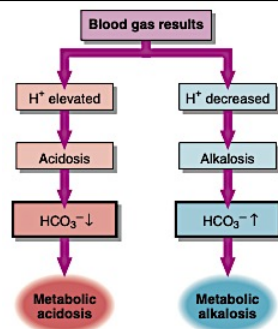 Blood gas results
H⁺ elevated
H⁺ decreased
Acidosis
Alkalosis
HCO₃⁻↓
HCO₃⁻↑
Metabolic
acidosis
Metabolic
alkalosis